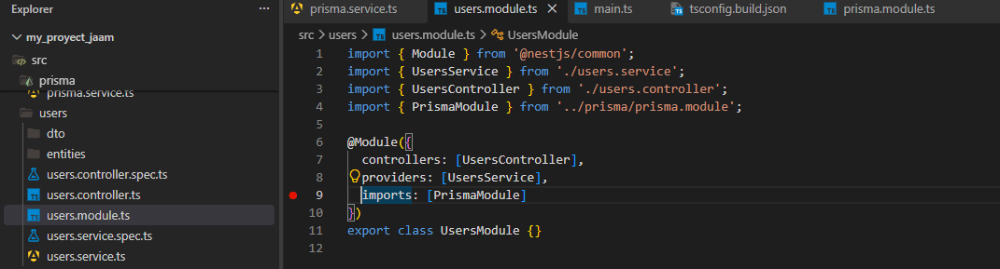 Explorer
my_proyect_jaam
src
prisma
prisma.service.ts
users
dto
entities
users.controller.spec.ts
users.controller.ts
users.module.ts
users.service.spec.ts
users.service.ts
prisma.service.ts
users.module.ts
main.ts
tsconfig.build.json
prisma.module.ts
src > users > users.module.ts > UsersModule
1 import { Module } from '@nestjs/common';
2 import { UsersService } from './users.service';
3 import { UsersController } from './users.controller';
4 import { PrismaModule } from '../prisma/prisma.module';
5
6 @Module({
7 controllers: [UsersController],
8 providers: [UsersService],
9 imports: [PrismaModule]
10 })
11 export class UsersModule {}
12